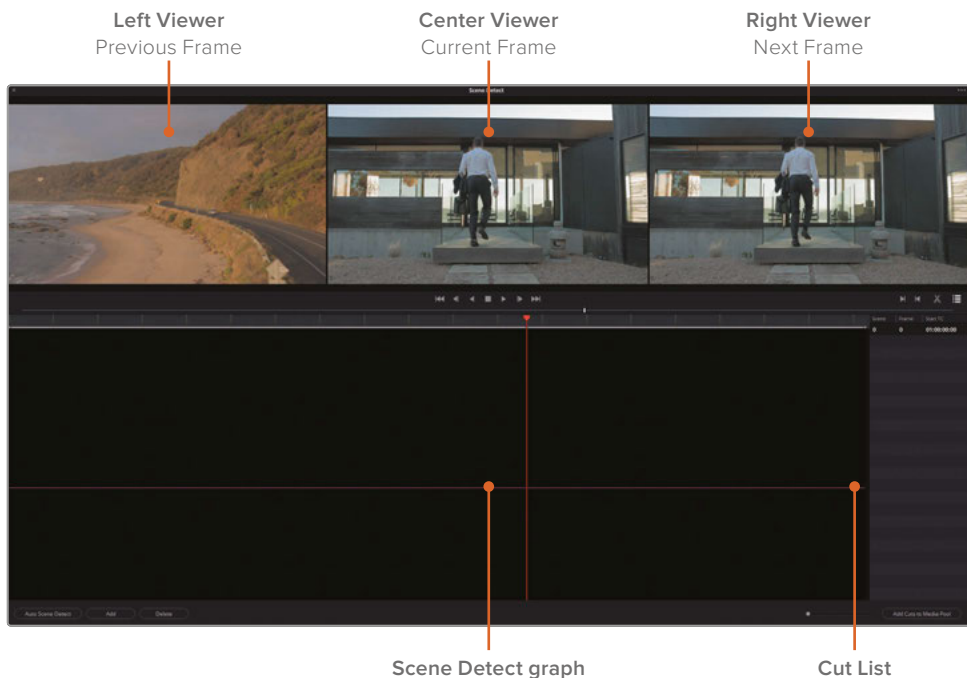 Left Viewer
Previous Frame
Center Viewer
Current Frame
Right Viewer
Next Frame
Scene Detect
Scene Frame Start TC
0 0 01:00:00:00
Auto Scene Detect Add Delete Add Cuts to Media Pool
Scene Detect graph
Cut List